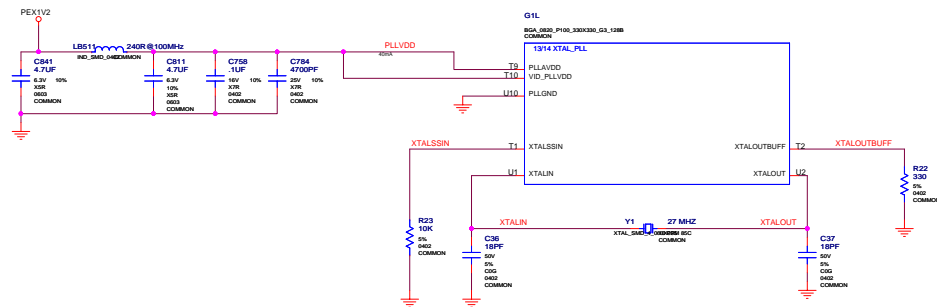 PEX1V2
LB511 240R@100MHz
IND_SMD_0402 COMMON
PLLVDD
40mA
C841
4.7UF
6.3V 10%
X5R
0603
COMMON
C811
4.7UF
6.3V
10%
X5R
0603
COMMON
C758
.1UF
16V 10%
X7R
0402
COMMON
C784
4700PF
25V 10%
X7R
0402
COMMON
G1L
BGA_0820_P100_330X330_G3_128B
COMMON
13/14 XTAL_PLL
T9 PLLAVDD
T10 VID_PLLVDD
U10 PLLGND
XTALSSIN T1 XTALSSIN
XTALOUTBUFF T2 XTALOUTBUFF
U1 XTALIN
XTALOUT U2
R22
330
5%
0402
COMMON
R23
10K
5%
0402
COMMON
XTALIN
Y1 27 MHZ
COMMON
XTALOUT
C36
18PF
50V
5%
C0G
0402
COMMON
C37
18PF
50V
5%
C0G
0402
COMMON